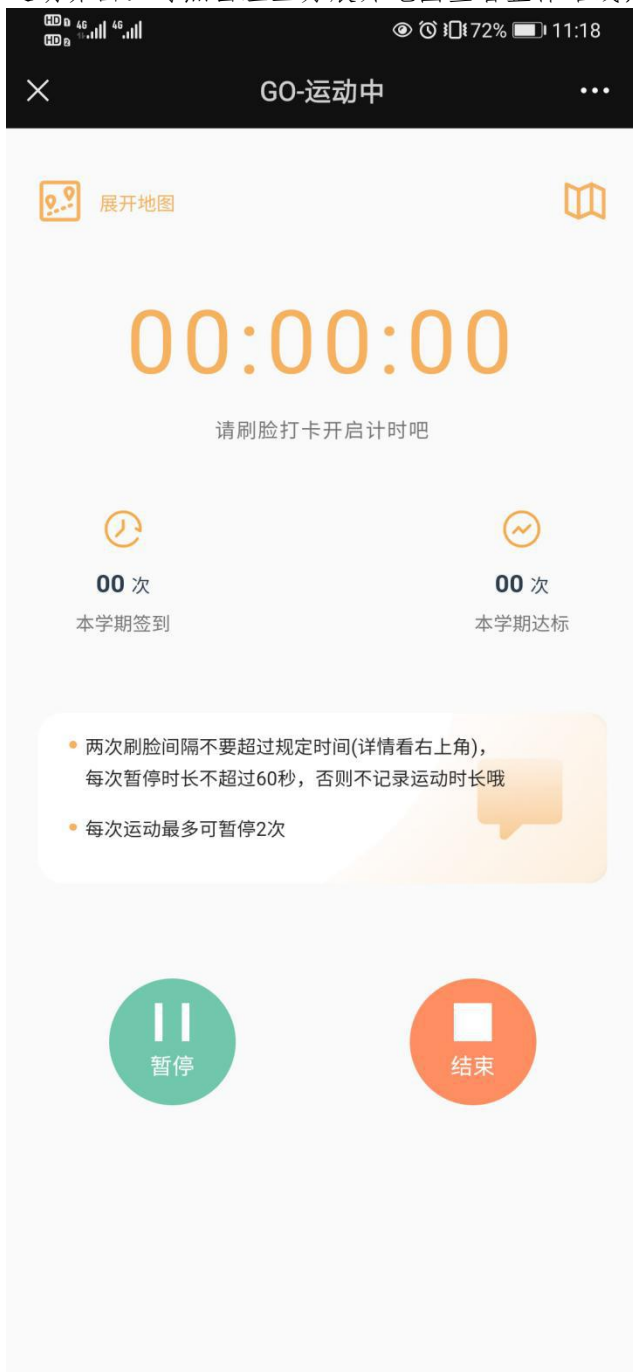 HD 4G 4G 72% 11:18
HD 2
GO-运动中
展开地图
00:00:00
请刷脸打卡开启计时吧
00 次 00 次
本学期签到 本学期达标
两次刷脸间隔不要超过规定时间(详情看右上角),
每次暂停时长不超过60秒，否则不记录运动时长哦
每次运动最多可暂停2次
暂停 结束